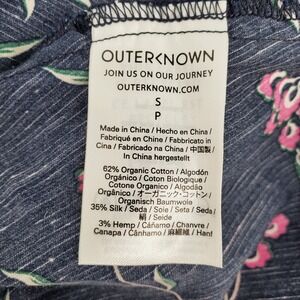 OUTERKNOWN
JOIN US ON OUR JOURNEY
OUTERKNOWN.COM
S
P
Made in China / Hecho en China /
Fabriqué en Chine / Fabbricato in
Cina / Fabricado na China / 中国製 /
In China hergestellt
62% Organic Cotton / Algodón
Orgánico / Coton Biologique /
Cotone Organico / Algodão
Orgânico / オーガニック・コットン /
Organisch Baumwole
35% Silk / Seda / Soie / Seta / Seda /
絹 / Seide
3% Hemp / Cáñamo / Chanvre /
Canapa / Cânhamo / 麻繊維 / Hanf